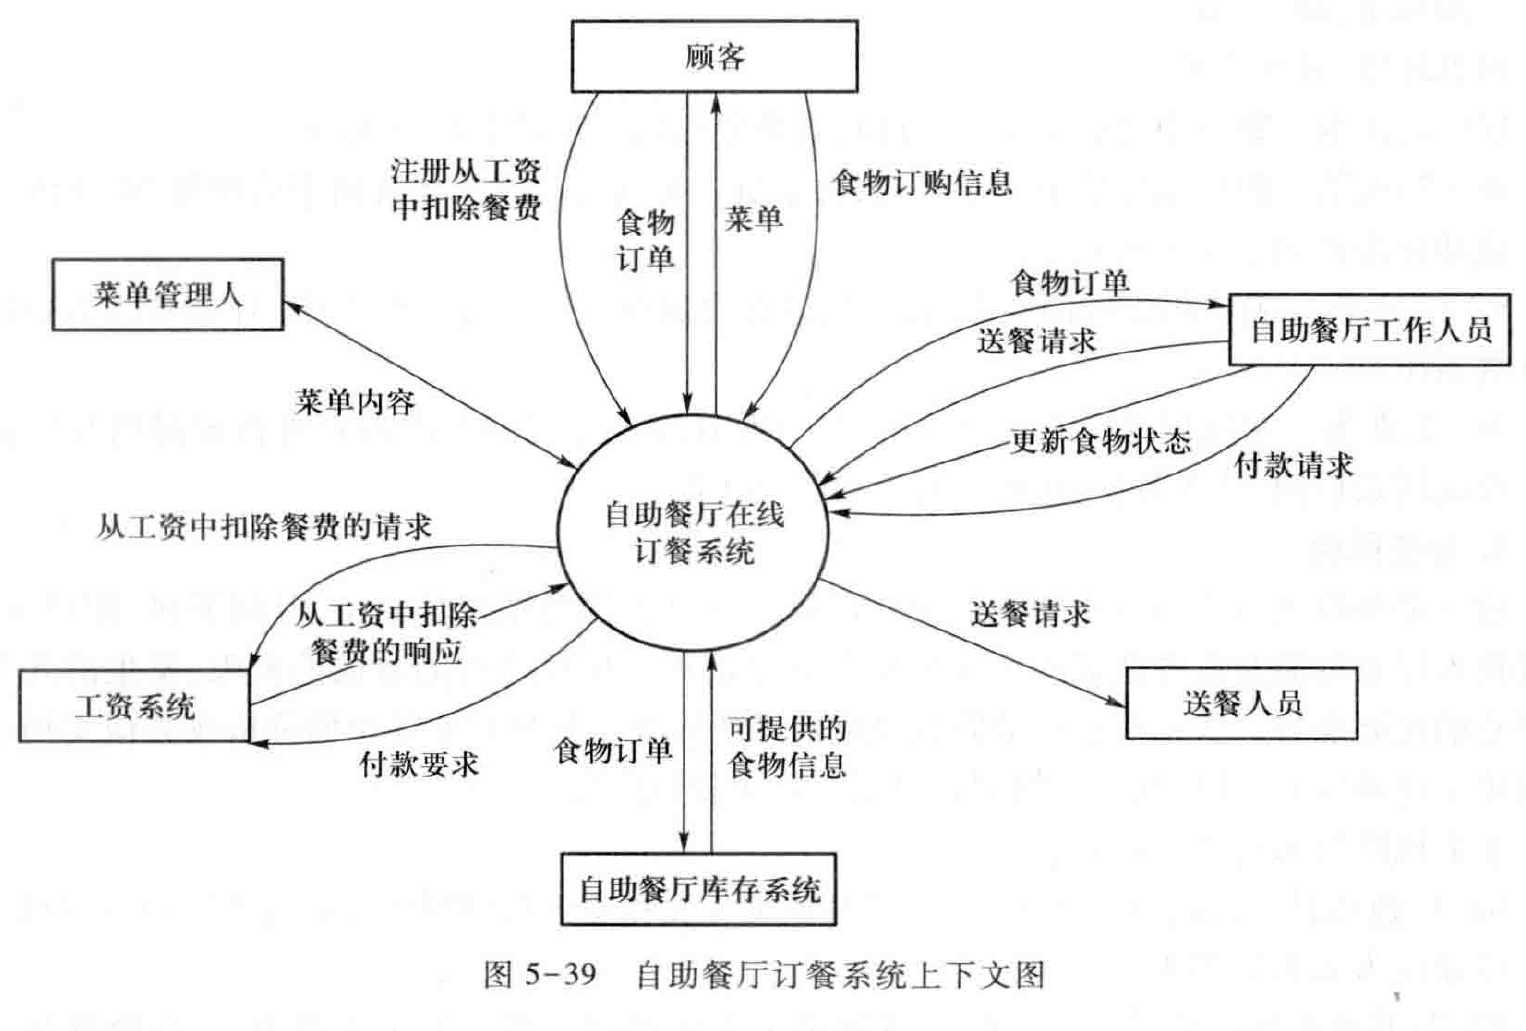 顾客
注册从工资
中扣除餐费
食物
订单
菜单
食物订购信息
菜单管理人
菜单内容
食物订单
送餐请求
自助餐厅工作人员
更新食物状态
付款请求
自助餐厅在线
订餐系统
从工资中扣除餐费的请求
从工资中扣除
餐费的响应
工资系统
付款要求
送餐请求
送餐人员
食物订单
可提供的
食物信息
自助餐厅库存系统
图 5-39 自助餐厅订餐系统上下文图